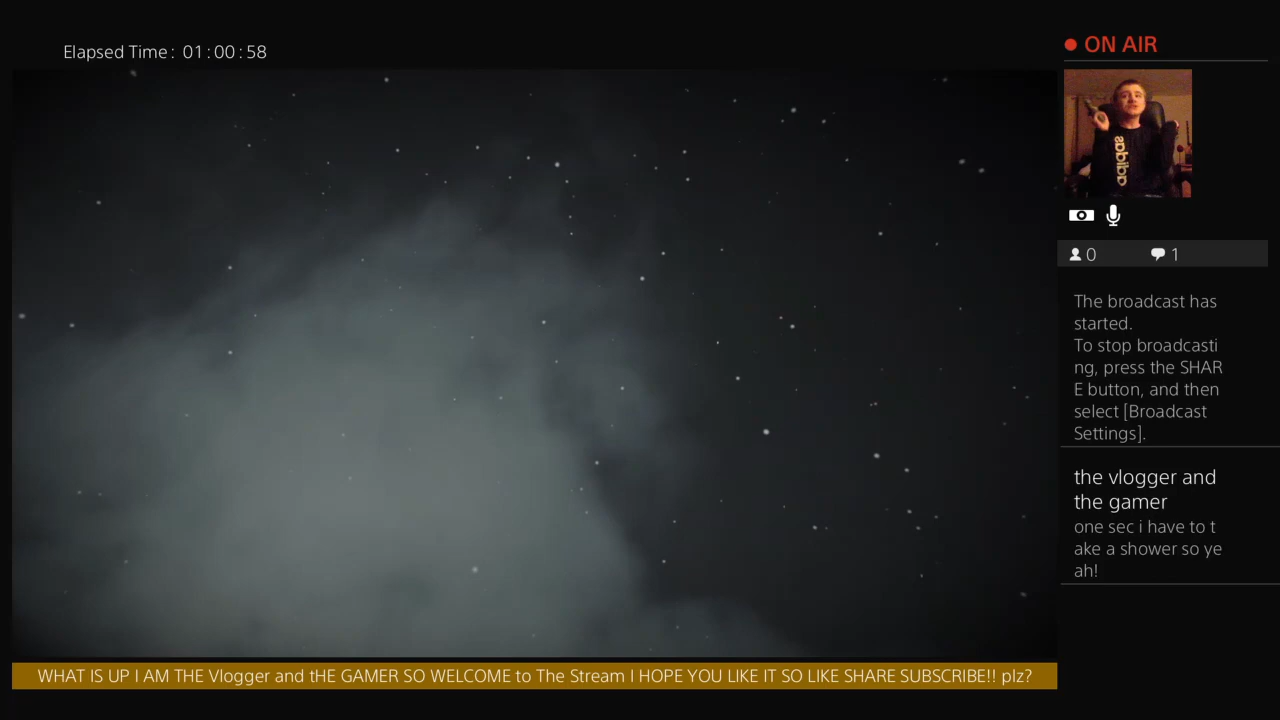 Elapsed Time: 01:00:58
ON AIR
adidas
0
1
The broadcast has
started.
To stop broadcasti
ng, press the SHAR
E button, and then
select [Broadcast
Settings].
the vlogger and
the gamer
one sec i have to t
ake a shower so ye
ah!
WHAT IS UP I AM THE Vlogger and tHE GAMER SO WELCOME to The Stream I HOPE YOU LIKE IT SO LIKE SHARE SUBSCRIBE!! plz?